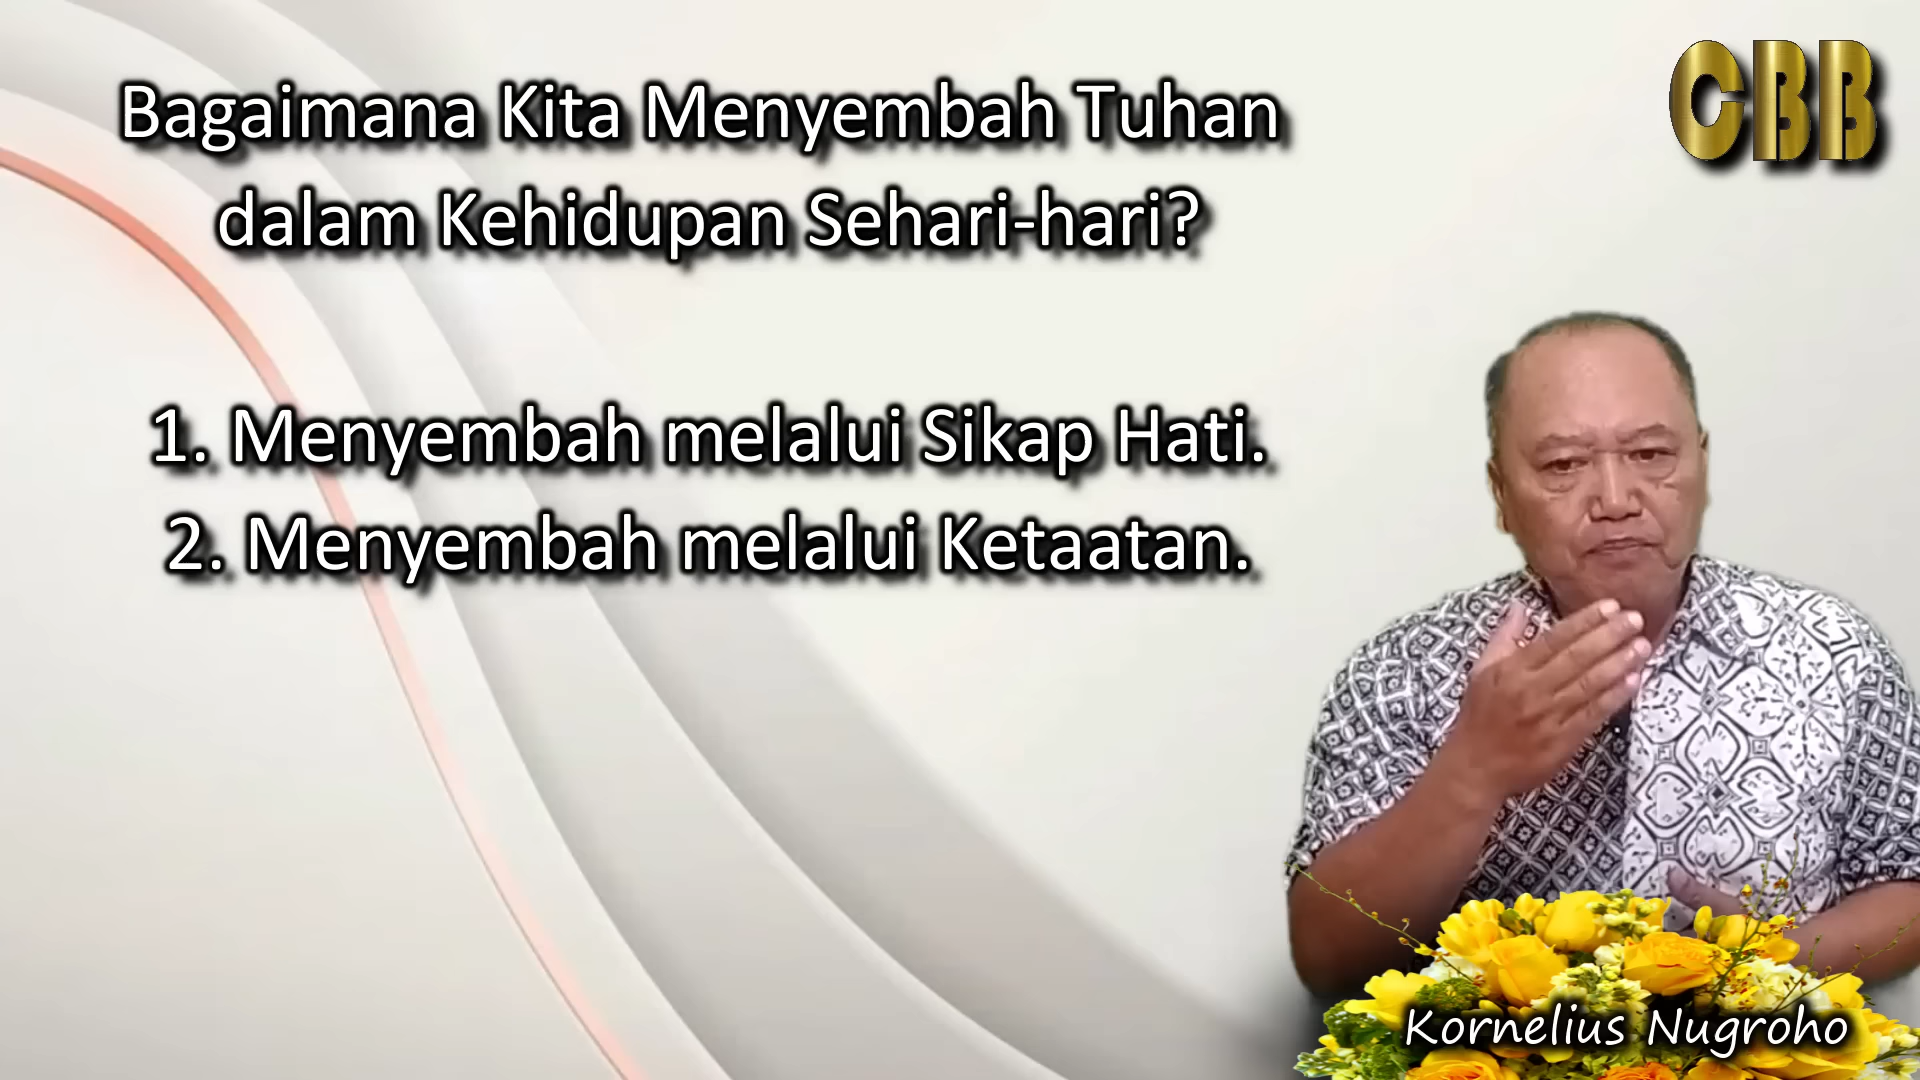 Bagaimana Kita Menyembah Tuhan
dalam Kehidupan Sehari-hari?
1. Menyembah melalui Sikap Hati.
2. Menyembah melalui Ketaatan.
CBB
Kornelius Nugroho